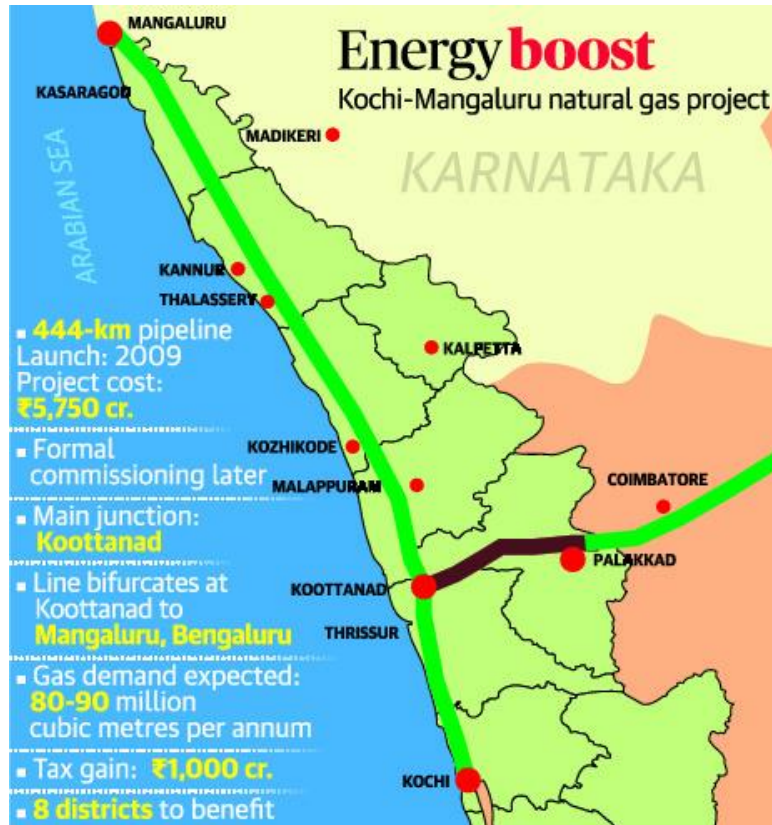 MANGALURU
Energy boost
Kochi-Mangaluru natural gas project
KASARAGOD
MADIKERI
KARNATAKA
ARABIAN SEA
KANNUR
THALASSERY
▪ 444-km pipeline
Launch: 2009
Project cost:
₹5,750 cr.
KALPETTA
▪ Formal
commissioning later
KOZHIKODE
MALAPPURAM
COIMBATORE
▪ Main junction:
Koottanad
PALAKKAD
▪ Line bifurcates at
Koottanad to
Mangaluru, Bengaluru
KOOTTANAD
THRISSUR
▪ Gas demand expected:
80-90 million
cubic metres per annum
▪ Tax gain: ₹1,000 cr.
KOCHI
▪ 8 districts to benefit